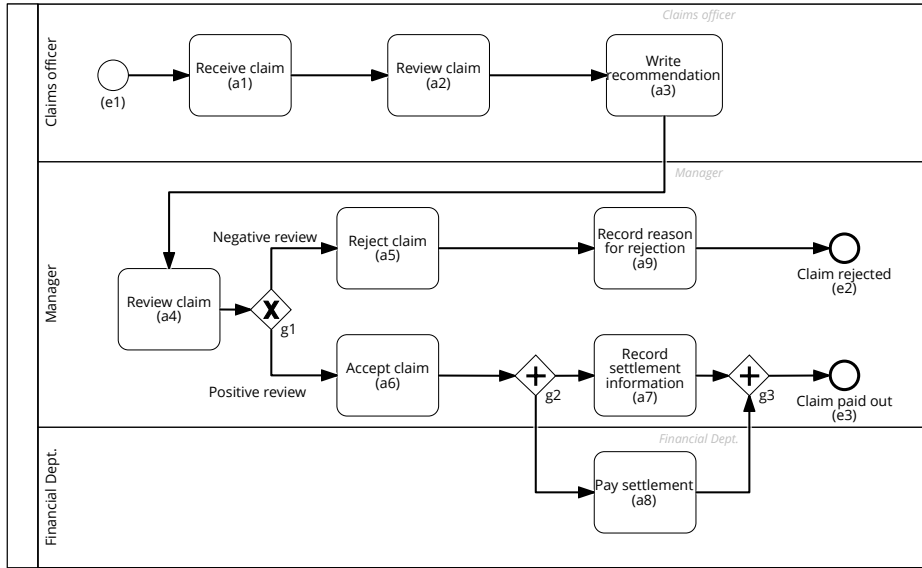 Claims officer
Claims officer
Receive claim
(a1)
Review claim
(a2)
Write
recommendation
(a3)
(e1)
Manager
Manager
Negative review
Reject claim
(a5)
Record reason
for rejection
(a9)
Claim rejected
(e2)
Review claim
(a4)
X
g1
Positive review
Accept claim
(a6)
g2
Record
settlement
information
(a7)
g3
Claim paid out
(e3)
Financial Dept.
Financial Dept.
Pay settlement
(a8)